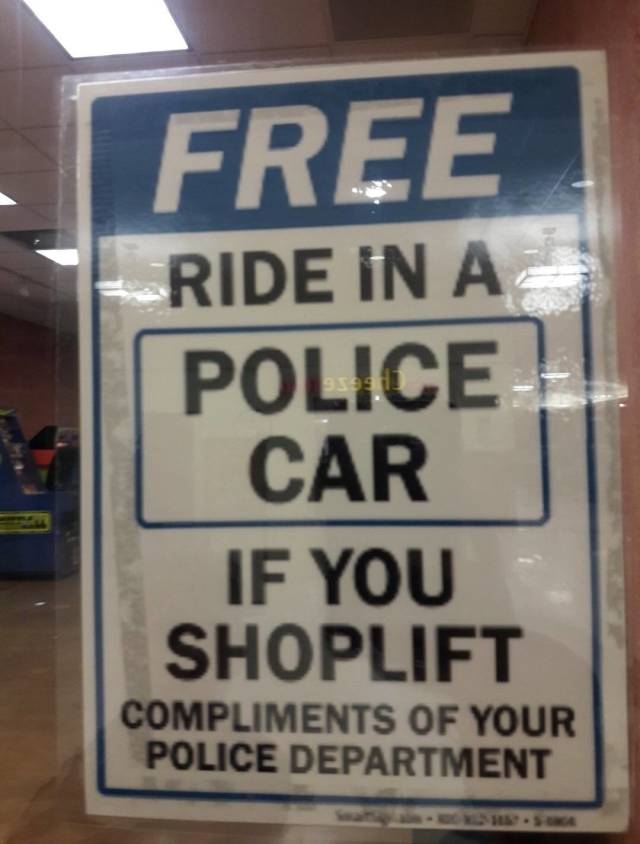 FREE
RIDE IN A
POLICE
CAR
IF YOU
SHOPLIFT
COMPLIMENTS OF YOUR
POLICE DEPARTMENT